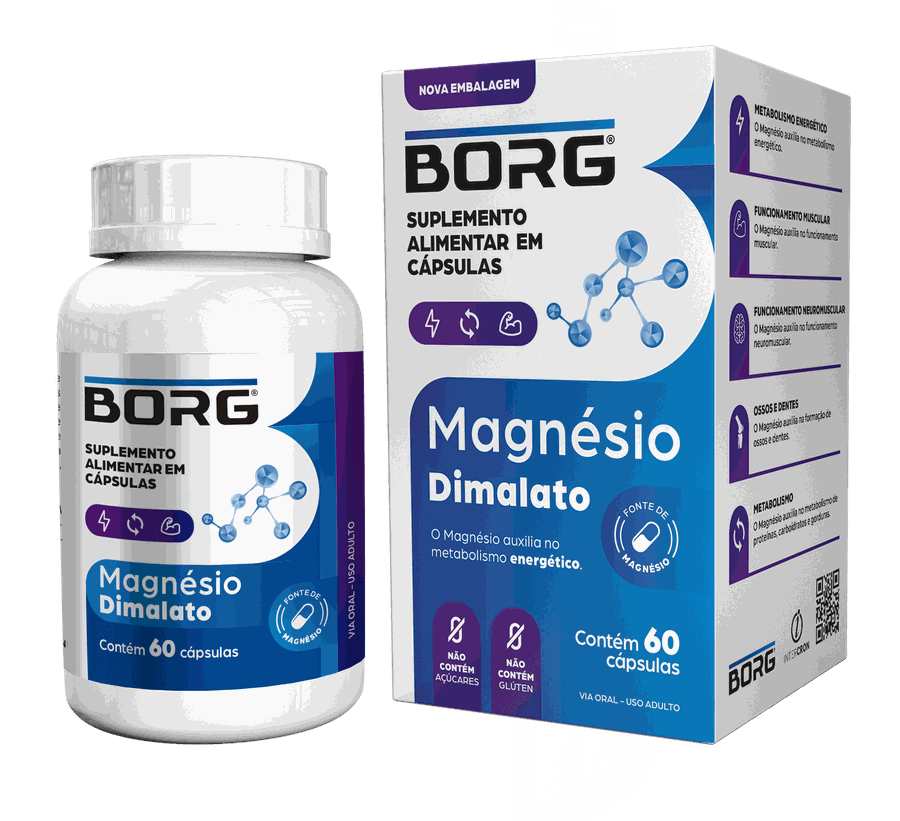 BORG®
SUPLEMENTO
ALIMENTAR EM
CÁPSULAS
Magnésio
Dimalato
FONTE DE
MAGNÉSIO
Contém 60 cápsulas
VIA ORAL – USO ADULTO
NOVA EMBALAGEM
BORG®
SUPLEMENTO
ALIMENTAR EM
CÁPSULAS
Magnésio
Dimalato
O Magnésio auxilia no
metabolismo energético.
FONTE DE
MAGNÉSIO
NÃO
CONTÉM
AÇÚCARES
NÃO
CONTÉM
GLÚTEN
Contém 60
cápsulas
VIA ORAL – USO ADULTO
METABOLISMO ENERGÉTICO
O Magnésio auxilia no metabolismo
energético.
FUNCIONAMENTO MUSCULAR
O Magnésio auxilia no funcionamento
muscular.
FUNCIONAMENTO NEUROMUSCULAR
O Magnésio auxilia no funcionamento
neuromuscular.
OSSOS E DENTES
O Magnésio auxilia na formação de
ossos e dentes.
METABOLISMO
O Magnésio auxilia no metabolismo de
proteínas, carboidratos e gorduras.
BORG®
INTERCRON